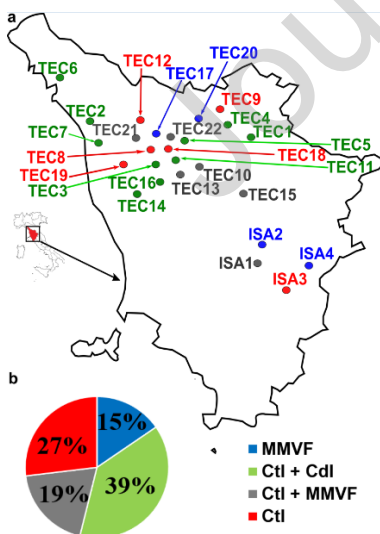 a
TEC6
TEC12
TEC20
TEC17
TEC9
TEC2
TEC4
TEC7
TEC21
TEC22
TEC1
TEC5
TEC8
TEC18
TEC19
TEC11
TEC3
TEC16
TEC10
TEC13
TEC14
TEC15
ISA2
ISA1
ISA4
ISA3
b
15%
27%
39%
19%
MMVF
Ctl + Cdl
Ctl + MMVF
Ctl